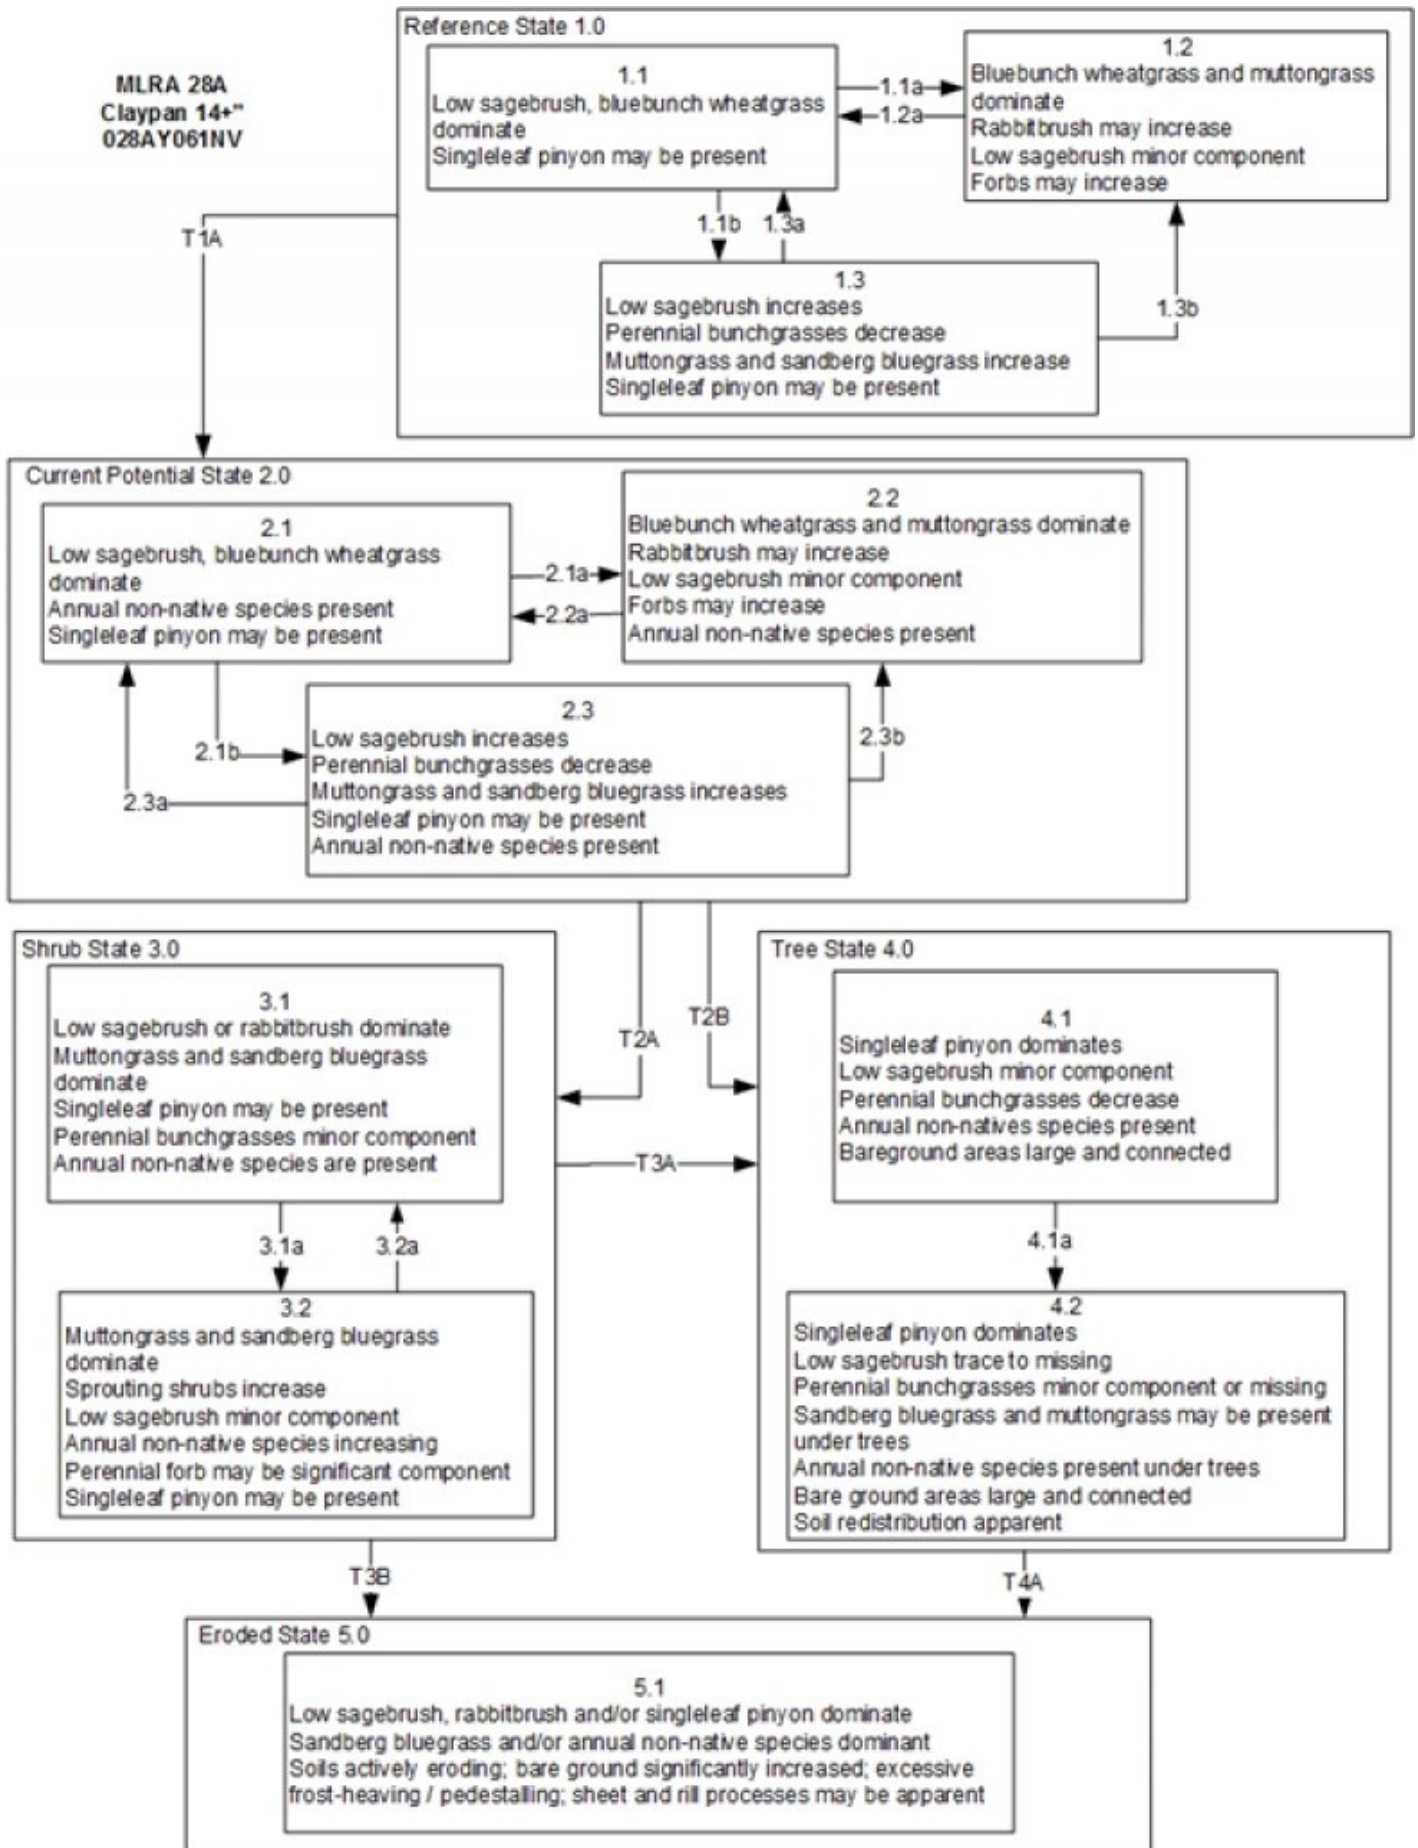 Reference State 1.0
MLRA 28A
Claypan 14+"
028AY061NV
1.1
Low sagebrush, bluebunch wheatgrass
dominate
Singleleaf pinyon may be present
1.1a
1.2a
1.2
Bluebunch wheatgrass and muttongrass
dominate
Rabbitbrush may increase
Low sagebrush minor component
Forbs may increase
1.1b
1.3a
1.3
Low sagebrush increases
Perennial bunchgrasses decrease
Muttongrass and sandberg bluegrass increase
Singleleaf pinyon may be present
1.3b
T1A
Current Potential State 2.0
2.1
Low sagebrush, bluebunch wheatgrass
dominate
Annual non-native species present
Singleleaf pinyon may be present
2.1a
2.2a
2.2
Bluebunch wheatgrass and muttongrass dominate
Rabbitbrush may increase
Low sagebrush minor component
Forbs may increase
Annual non-native species present
2.1b
2.3a
2.3
Low sagebrush increases
Perennial bunchgrasses decrease
Muttongrass and sandberg bluegrass increases
Singleleaf pinyon may be present
Annual non-native species present
2.3b
T2A
T2B
Shrub State 3.0
3.1
Low sagebrush or rabbitbrush dominate
Muttongrass and sandberg bluegrass
dominate
Singleleaf pinyon may be present
Perennial bunchgrasses minor component
Annual non-native species are present
3.1a
3.2a
3.2
Muttongrass and sandberg bluegrass
dominate
Sprouting shrubs increase
Low sagebrush minor component
Annual non-native species increasing
Perennial forb may be significant component
Singleleaf pinyon may be present
T3A
Tree State 4.0
4.1
Singleleaf pinyon dominates
Low sagebrush minor component
Perennial bunchgrasses decrease
Annual non-natives species present
Bareground areas large and connected
4.1a
4.2
Singleleaf pinyon dominates
Low sagebrush trace to missing
Perennial bunchgrasses minor component or missing
Sandberg bluegrass and muttongrass may be present
under trees
Annual non-native species present under trees
Bare ground areas large and connected
Soil redistribution apparent
T3B
T4A
Eroded State 5.0
5.1
Low sagebrush, rabbitbrush and/or singleleaf pinyon dominate
Sandberg bluegrass and/or annual non-native species dominant
Soils actively eroding; bare ground significantly increased; excessive
frost-heaving / pedestalling; sheet and rill processes may be apparent